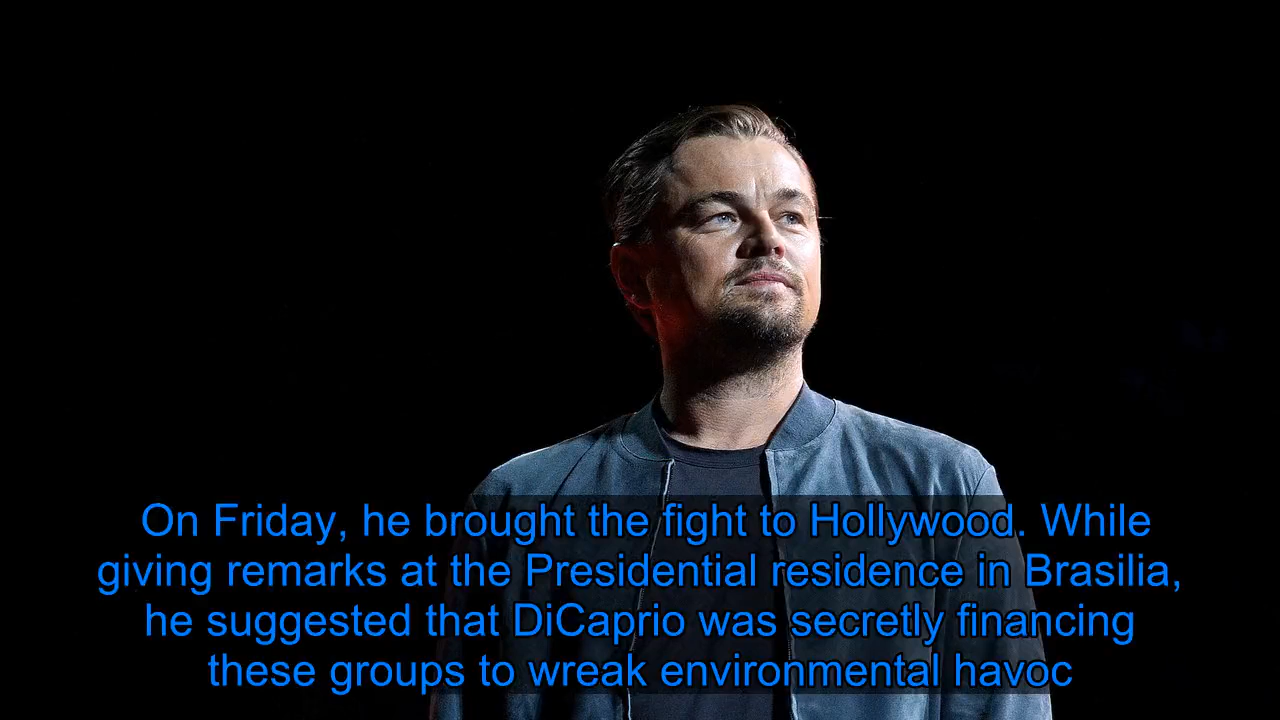 On Friday, he brought the fight to Hollywood. While
giving remarks at the Presidential residence in Brasilia,
he suggested that DiCaprio was secretly financing
these groups to wreak environmental havoc